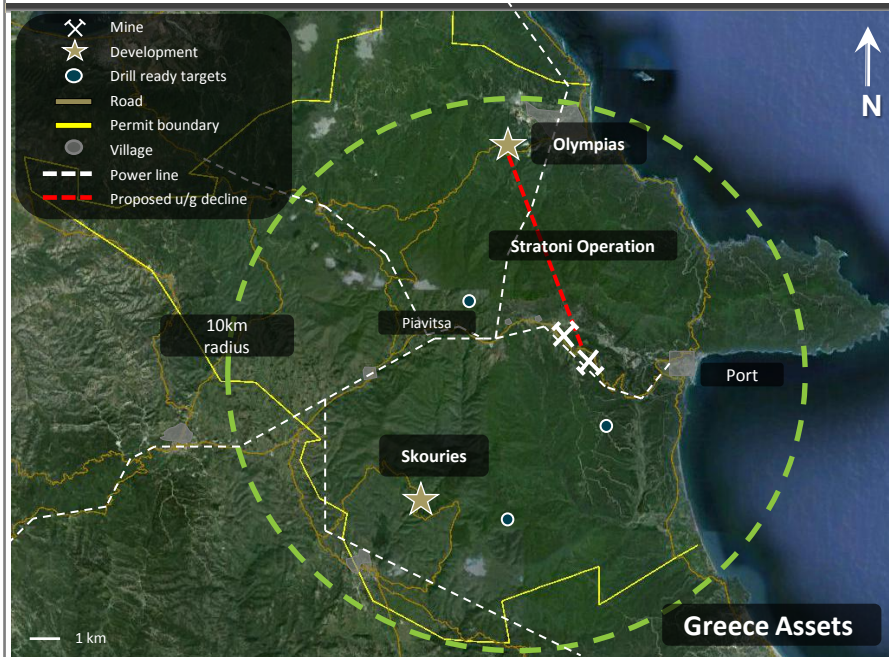 Mine
Development
Drill ready targets
Road
Permit boundary
Village
Power line
Proposed u/g decline
N
Olympias
Stratoni Operation
Piavitsa
10km
radius
Port
Skouries
Greece Assets
1 km